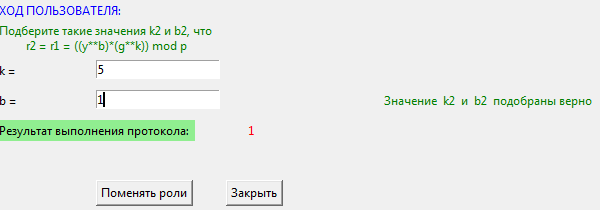 ХОД ПОЛЬЗОВАТЕЛЯ:
Подберите такие значения k2 и b2, что
r2 = r1 = ((y**b)*(g**k)) mod p
k = 5
b = 1 Значение k2 и b2 подобраны верно
Результат выполнения протокола: 1
Поменять роли Закрыть